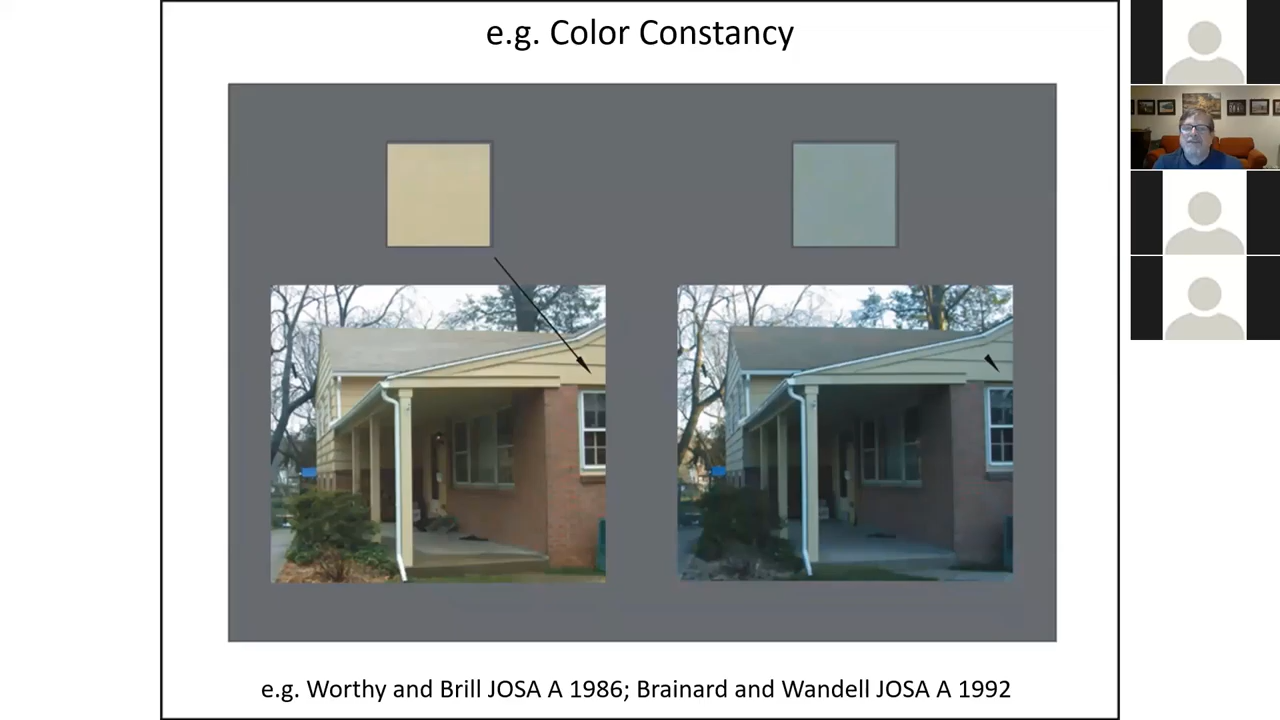 e.g. Color Constancy
e.g. Worthy and Brill JOSA A 1986; Brainard and Wandell JOSA A 1992